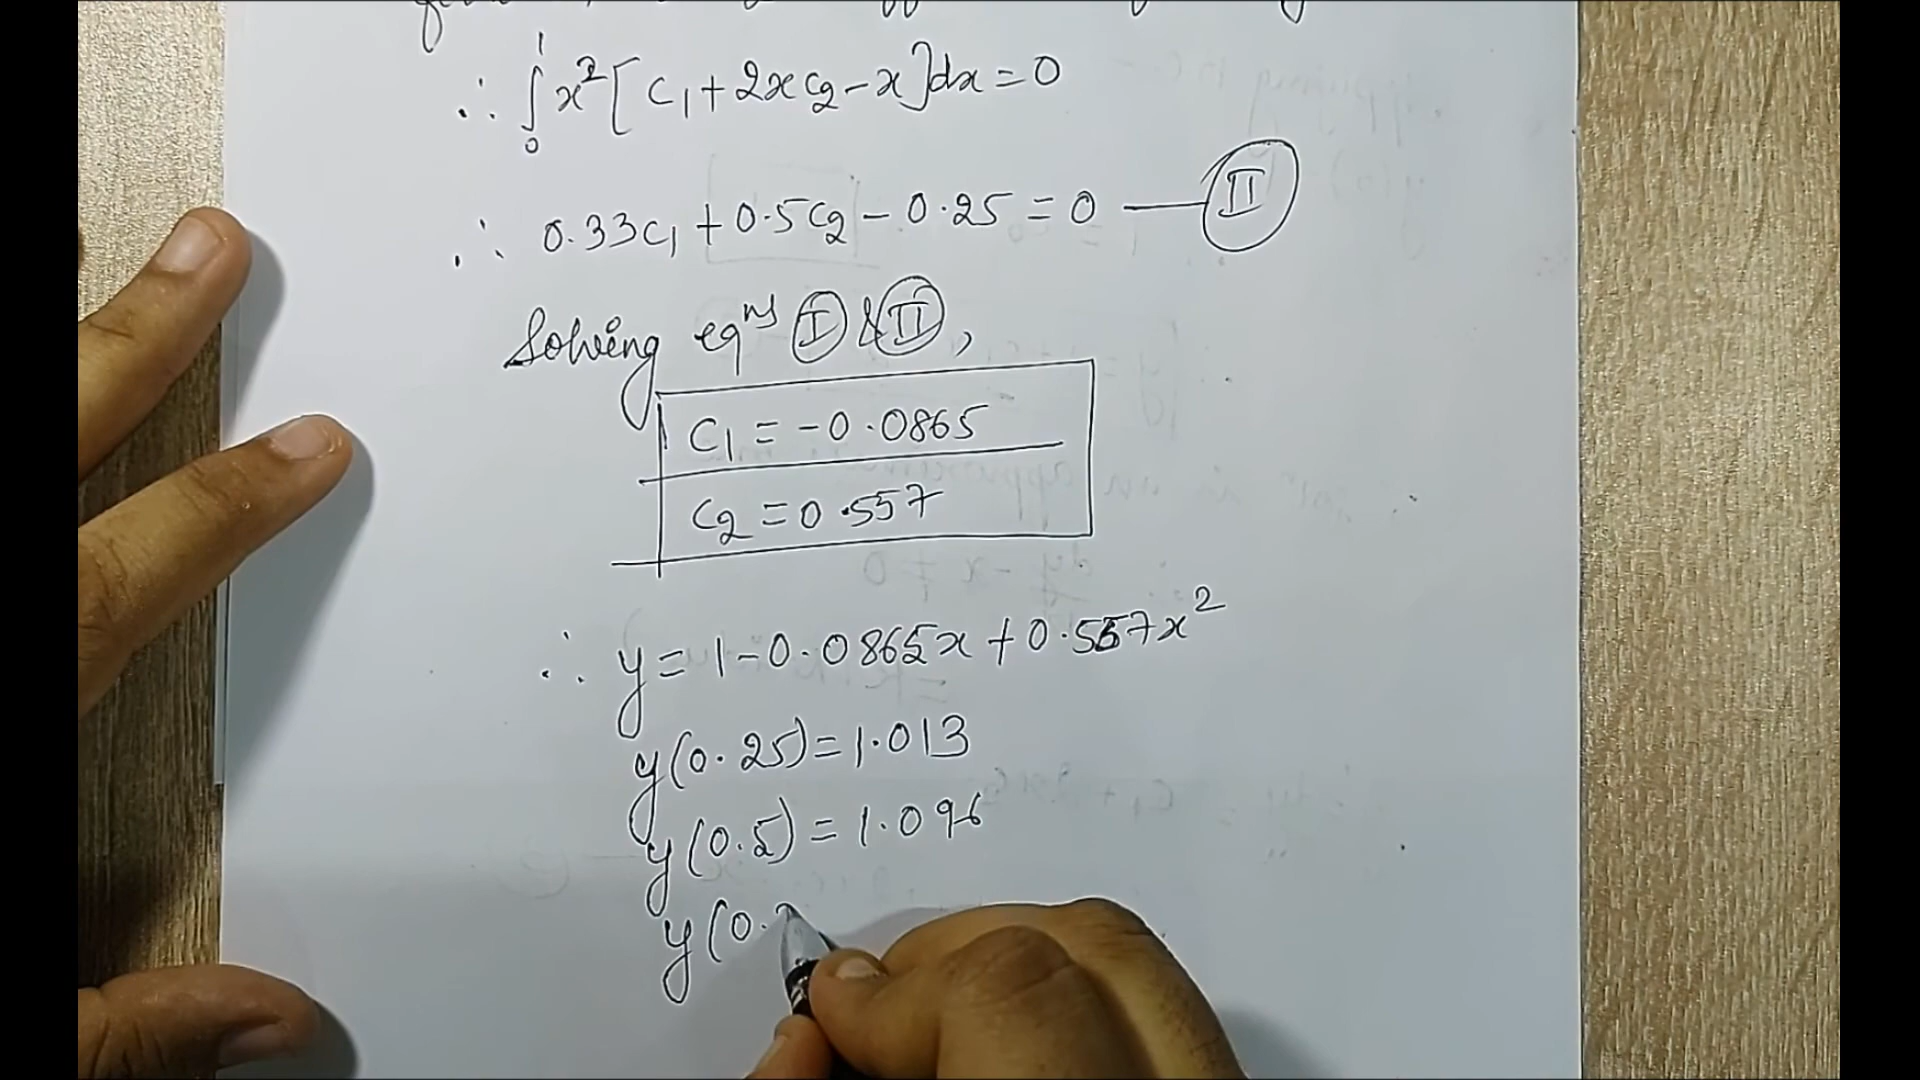 ∴ ∫₀¹ x² [ C₁ + 2xC₂ - x ] dx = 0
∴ 0.33C₁ + 0.5C₂ - 0.25 = 0 — II
Solving eqⁿˢ I & II,
C₁ = -0.0865
C₂ = 0.557
∴ y = 1 - 0.0865x + 0.557x²
y(0.25) = 1.013
y(0.5) = 1.096
y(0.